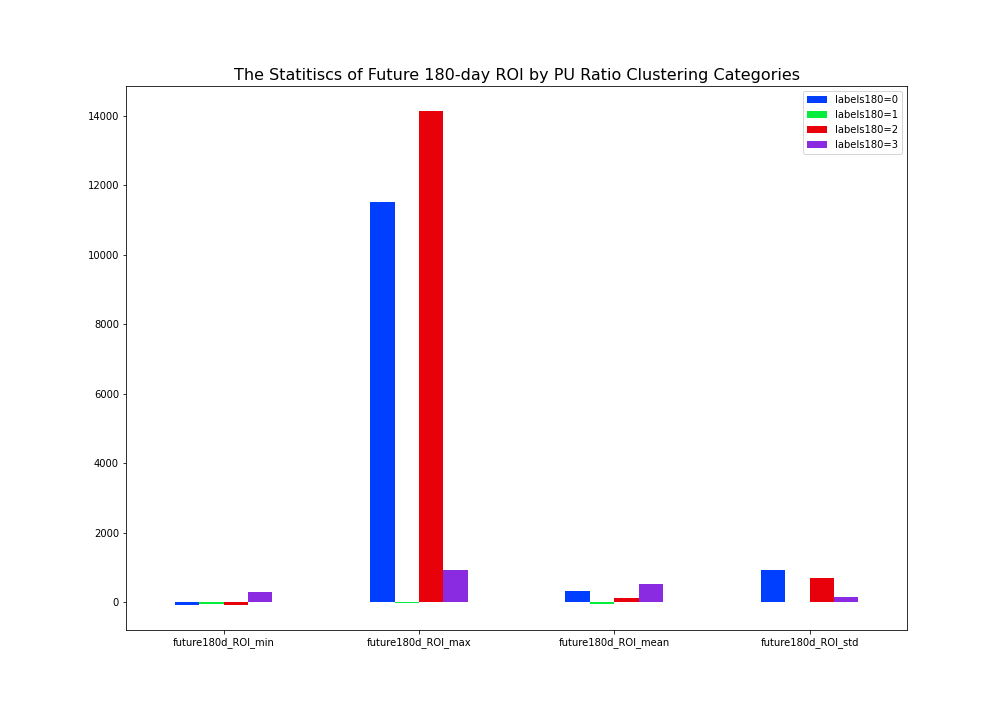 The Statitiscs of Future 180-day ROI by PU Ratio Clustering Categories
labels180=0
labels180=1
labels180=2
labels180=3
14000
12000
10000
8000
6000
4000
2000
0
future180d_ROI_min
future180d_ROI_max
future180d_ROI_mean
future180d_ROI_std